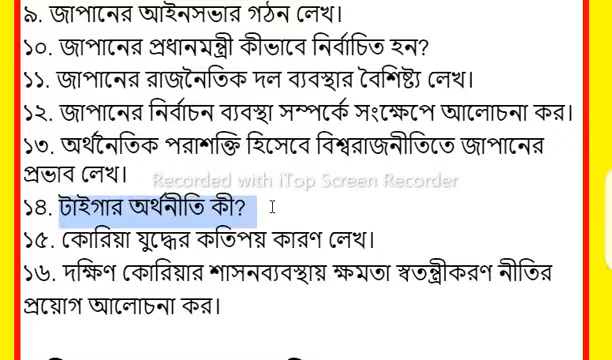 ৯. জাপানের আইনসভার গঠন লেখ।
১০. জাপানের প্রধানমন্ত্রী কীভাবে নির্বাচিত হন?
১১. জাপানের রাজনৈতিক দল ব্যবস্থার বৈশিষ্ট্য লেখ।
১২. জাপানের নির্বাচন ব্যবস্থা সম্পর্কে সংক্ষেপে আলোচনা কর।
১৩. অর্থনৈতিক পরাশক্তি হিসেবে বিশ্বরাজনীতিতে জাপানের
প্রভাব লেখ।
Recorded with iTop Screen Recorder
১৪. টাইগার অর্থনীতি কী?
১৫. কোরিয়া যুদ্ধের কতিপয় কারণ লেখ।
১৬. দক্ষিণ কোরিয়ার শাসনব্যবস্থায় ক্ষমতা স্বতন্ত্রীকরণ নীতির
প্রয়োগ আলোচনা কর।